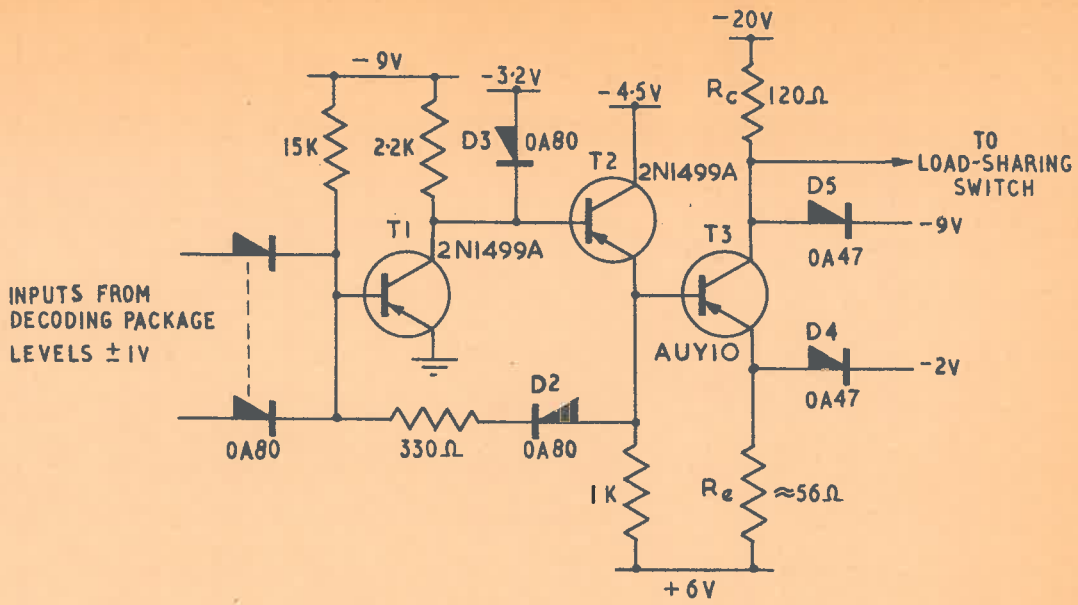 -20V
-9V
-3·2V
-4·5V
Rc
120Ω
15K
2·2K
D3
0A80
T2
2N1499A
TO
LOAD-SHARING
SWITCH
D5
-9V
0A47
T1
2N1499A
T3
INPUTS FROM
DECODING PACKAGE
LEVELS ±1V
AUY10
D4
-2V
0A47
D2
0A80
330Ω
0A80
1K
Re
≈56Ω
+6V